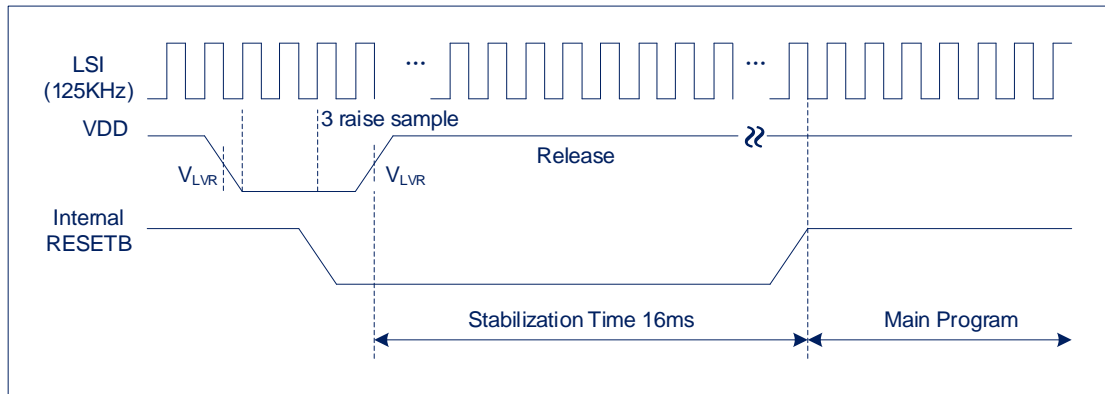 LSI
(125KHz)
...
...
VDD
3 raise sample
VLVR
VLVR
Release
Internal
RESETB
Stabilization Time 16ms
Main Program